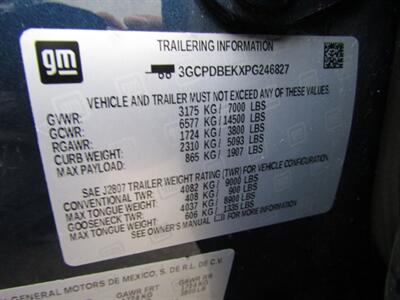 gm
TRAILERING INFORMATION
3GCPDBEKXPG246827
VEHICLE AND TRAILER MUST NOT EXCEED ANY OF THESE VALUES
GVWR: 3175 KG/ 7000 LBS
GCWR: 6577 KG/ 14500 LBS
RGAWR: 1724 KG/ 3800 LBS
CURB WEIGHT: 2310 KG/ 5093 LBS
MAX PAYLOAD: 865 KG/ 1907 LBS
SAE J2807 TRAILER WEIGHT RATING (TWR) FOR VEHICLE CONFIGURATION.
CONVENTIONAL TWR: 4082 KG/ 9000 LBS
MAX TONGUE WEIGHT: 408 KG/ 900 LBS
GOOSENECK TWR: 4037 KG/ 8900 LBS
MAX TONGUE WEIGHT: 606 KG/ 1335 LBS
SEE OWNER'S MANUAL
GENERAL MOTORS DE MEXICO, S. DE R.L. DE C.V.
GAWR FRT GAWR RR